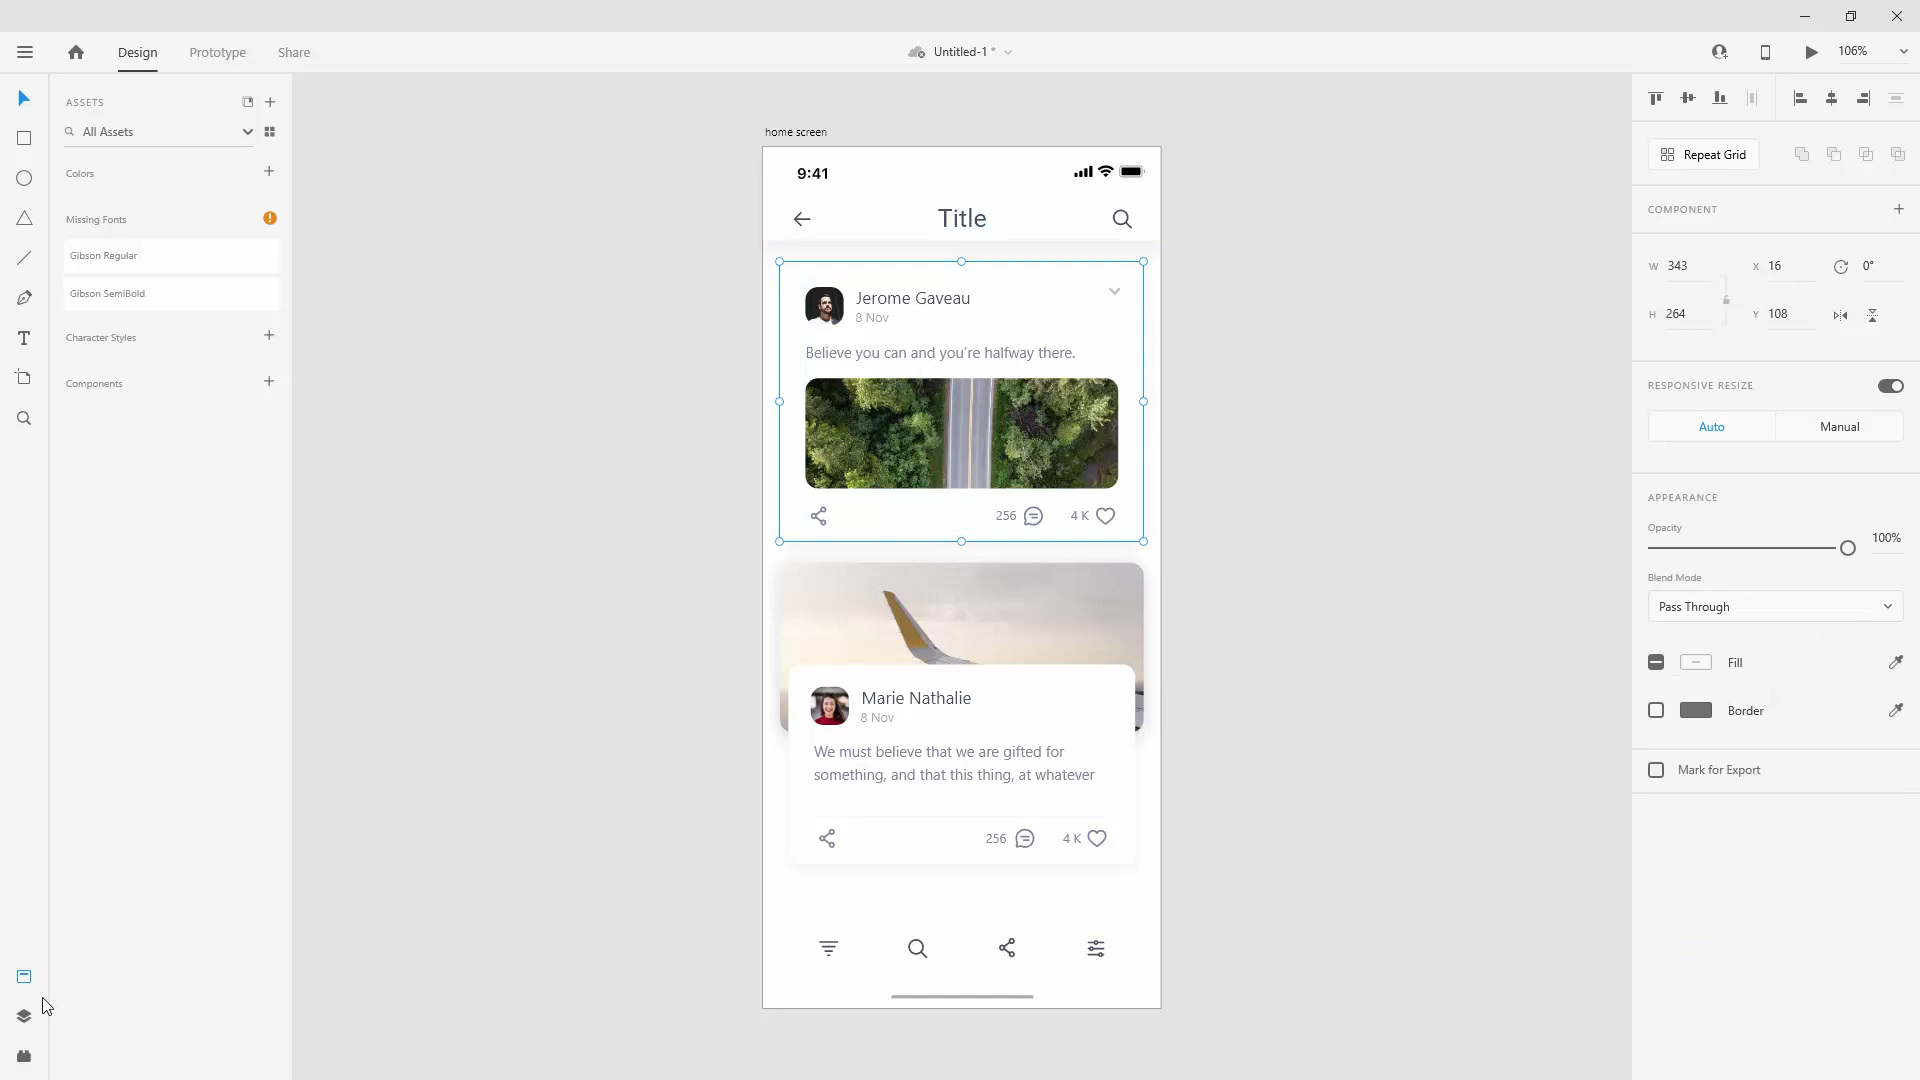 Design Prototype Share
Untitled-1 *
106%
ASSETS
All Assets
Colors
Missing Fonts
Gibson Regular
Gibson SemiBold
Character Styles
Components
home screen
9:41
Title
Jerome Gaveau
8 Nov
Believe you can and you're halfway there.
256 4 K
Marie Nathalie
8 Nov
We must believe that we are gifted for
something, and that this thing, at whatever
256 4 K
Repeat Grid
COMPONENT
W 343 X 16 0°
H 264 Y 108
RESPONSIVE RESIZE
Auto Manual
APPEARANCE
Opacity
100%
Blend Mode
Pass Through
Fill
Border
Mark for Export